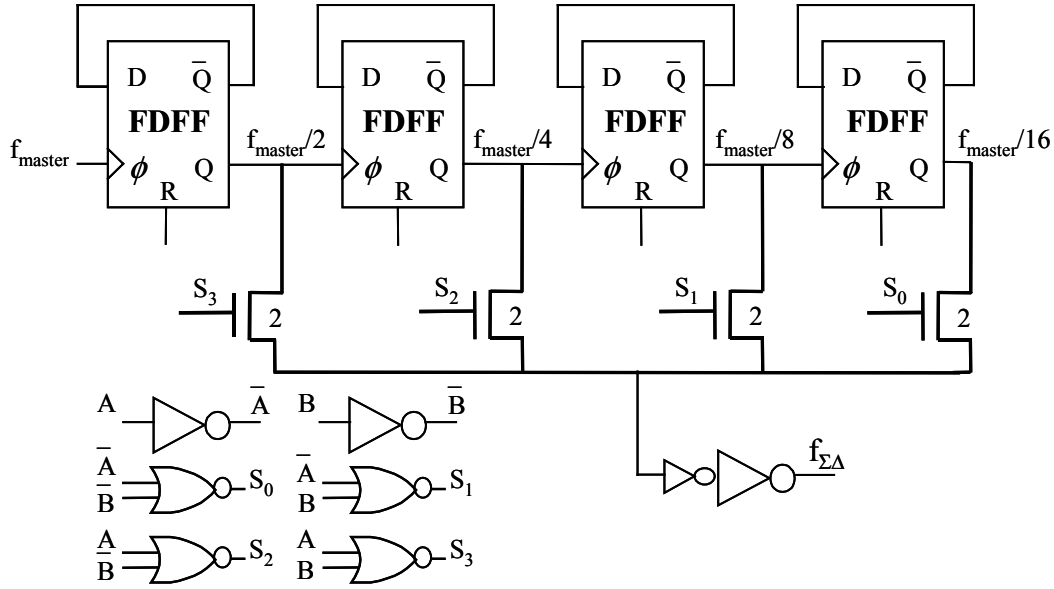 D Q̄ D Q̄ D Q̄ D Q̄
FDFF FDFF FDFF FDFF
f_master f_master/2 f_master/4 f_master/8 f_master/16
ϕ Q ϕ Q ϕ Q ϕ Q
R R R R
S₃ S₂ S₁ S₀
2 2 2 2
A Ā B B̄
Ā Ā
S₀ S₁
B̄ B
A A
S₂ S₃
B̄ B
f_ΣΔ